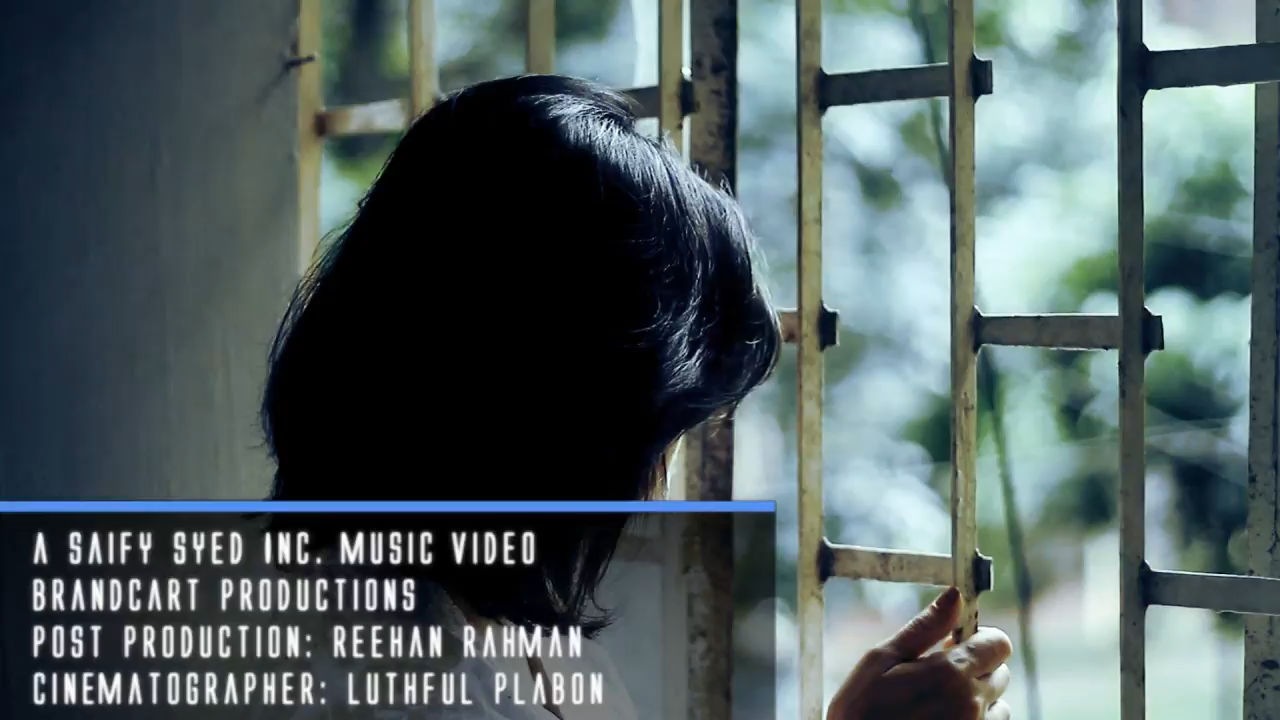 A SAIFY SYED INC. MUSIC VIDEO
BRANDCART PRODUCTIONS
POST PRODUCTION: REEHAN RAHMAN
CINEMATOGRAPHER: LUTHFUL PLABON